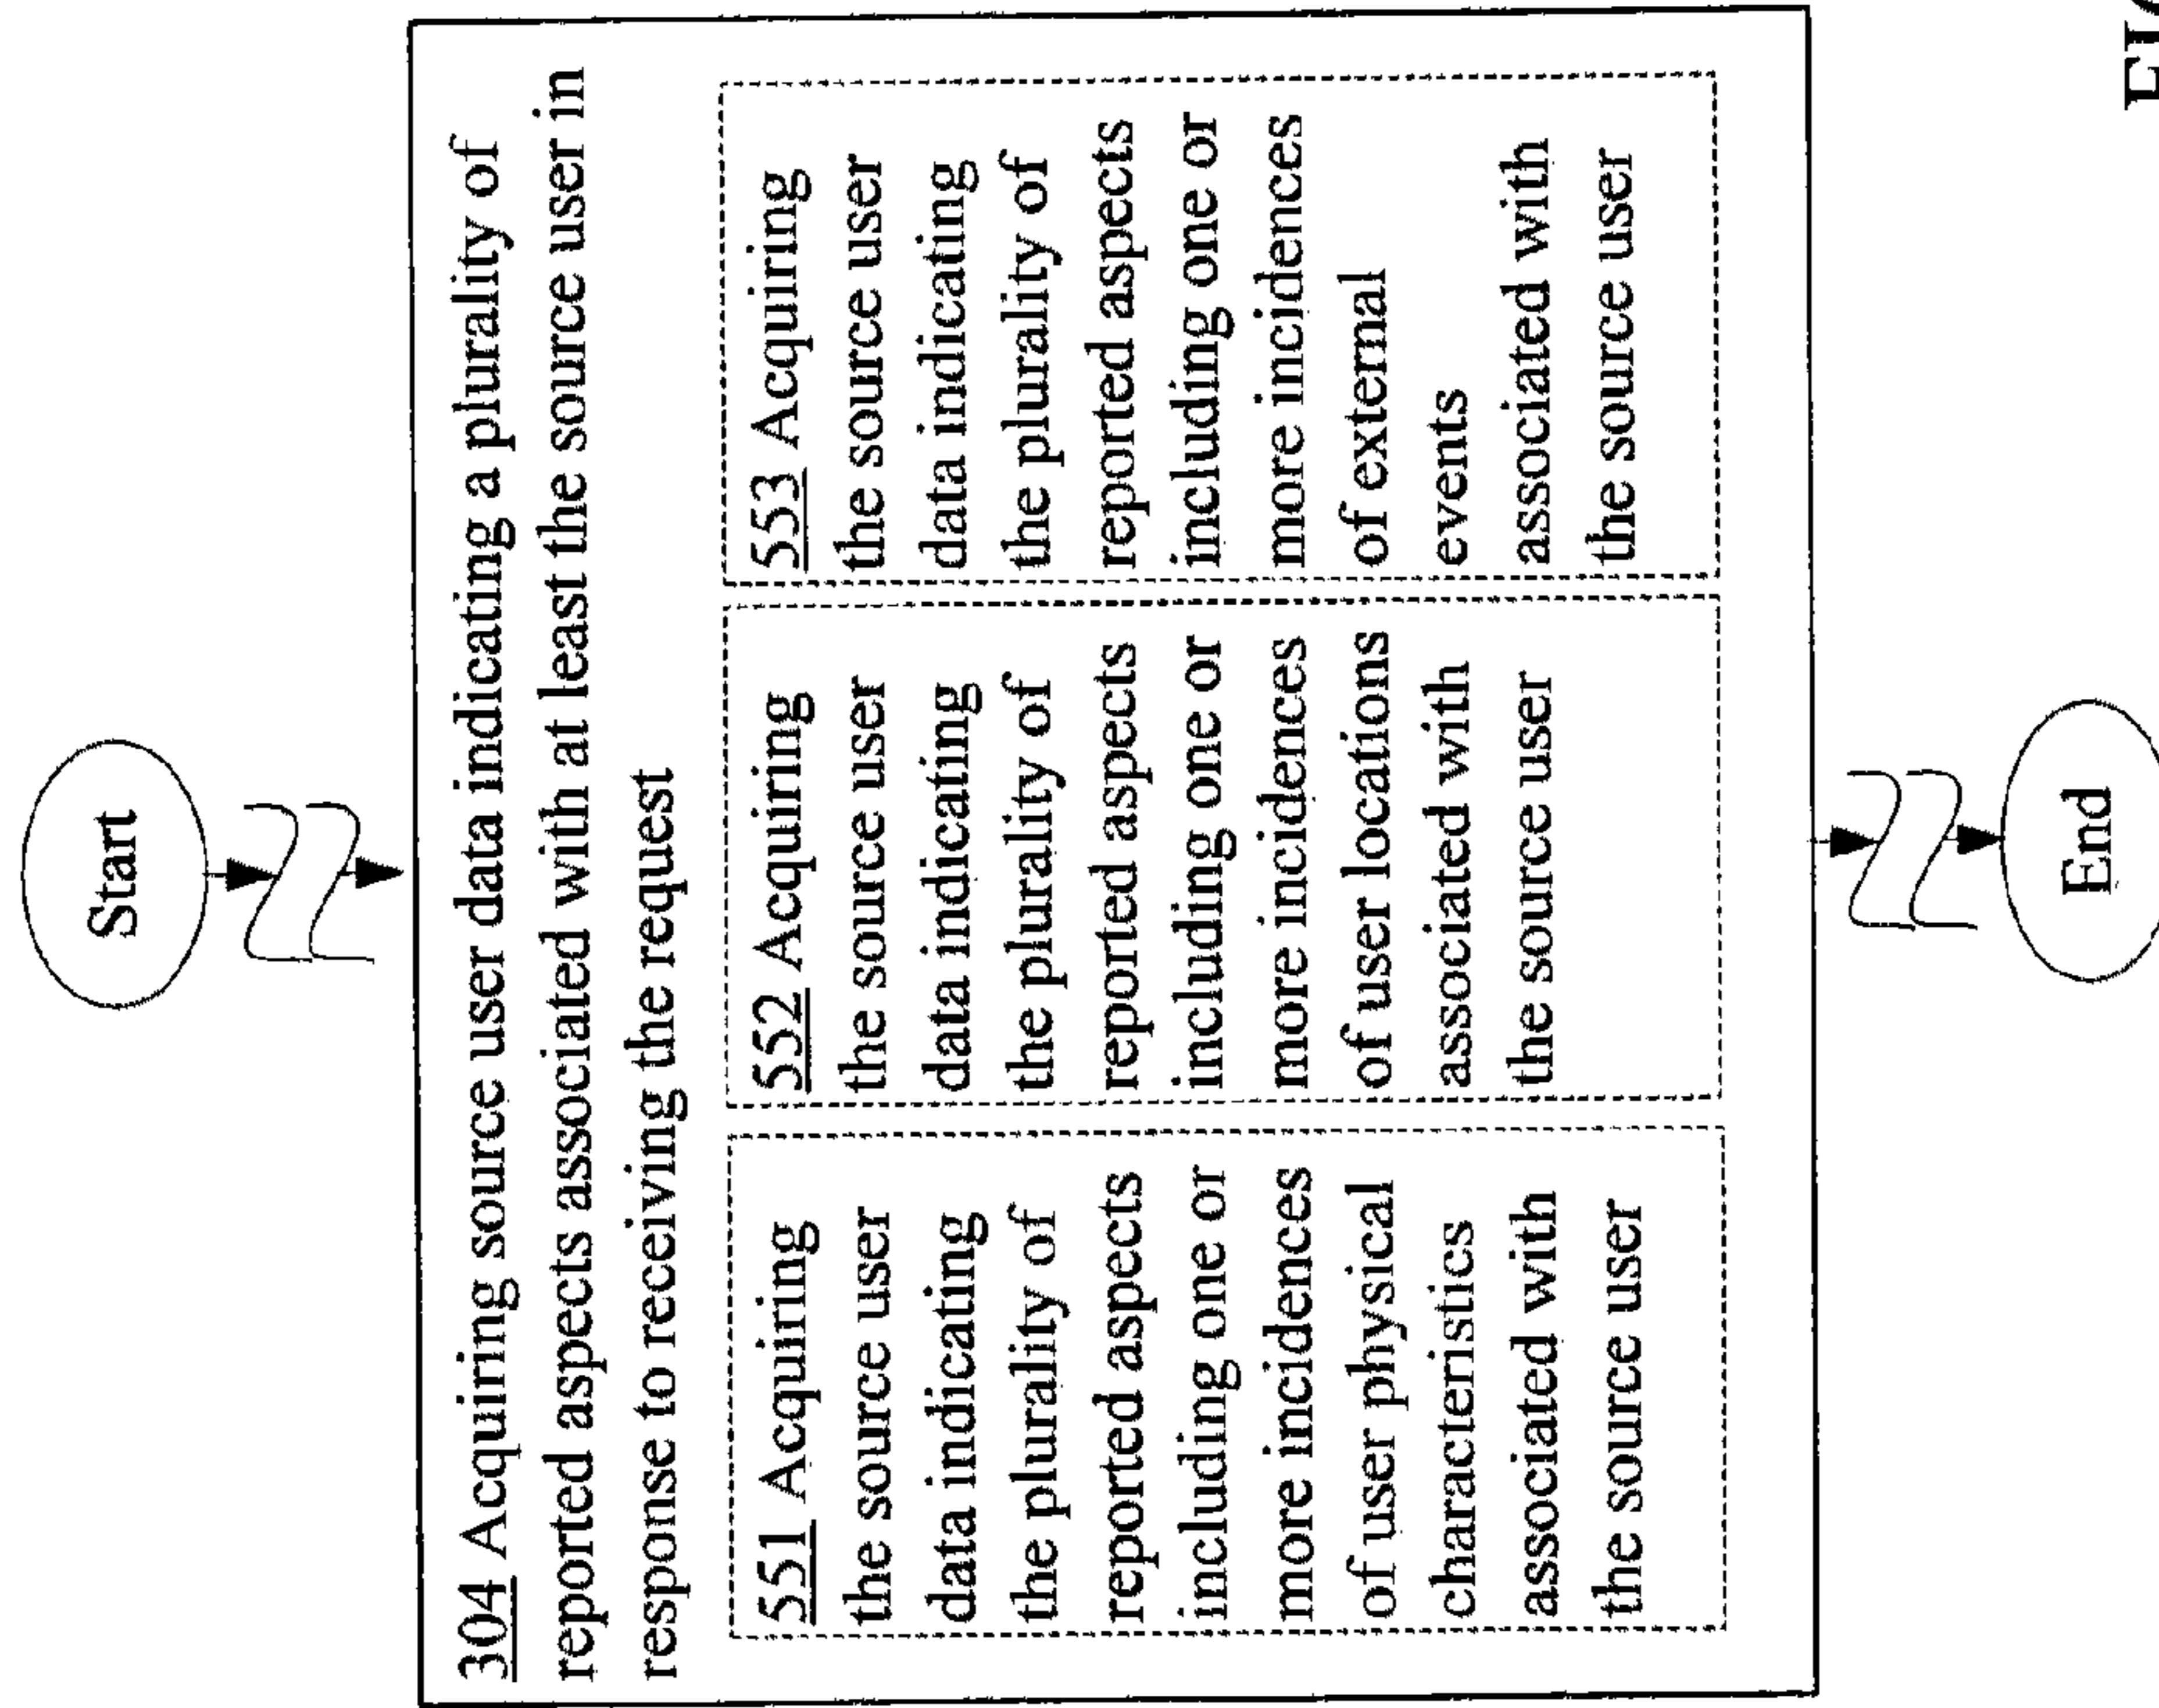 Start
304 Acquiring source user data indicating a plurality of
reported aspects associated with at least the source user in
response to receiving the request
551 Acquiring
the source user
data indicating
the plurality of
reported aspects
including one or
more incidences
of user physical
characteristics
associated with
the source user
552 Acquiring
the source user
data indicating
the plurality of
reported aspects
including one or
more incidences
of user locations
associated with
the source user
553 Acquiring
the source user
data indicating
the plurality of
reported aspects
including one or
more incidences
of external
events
associated with
the source user
End